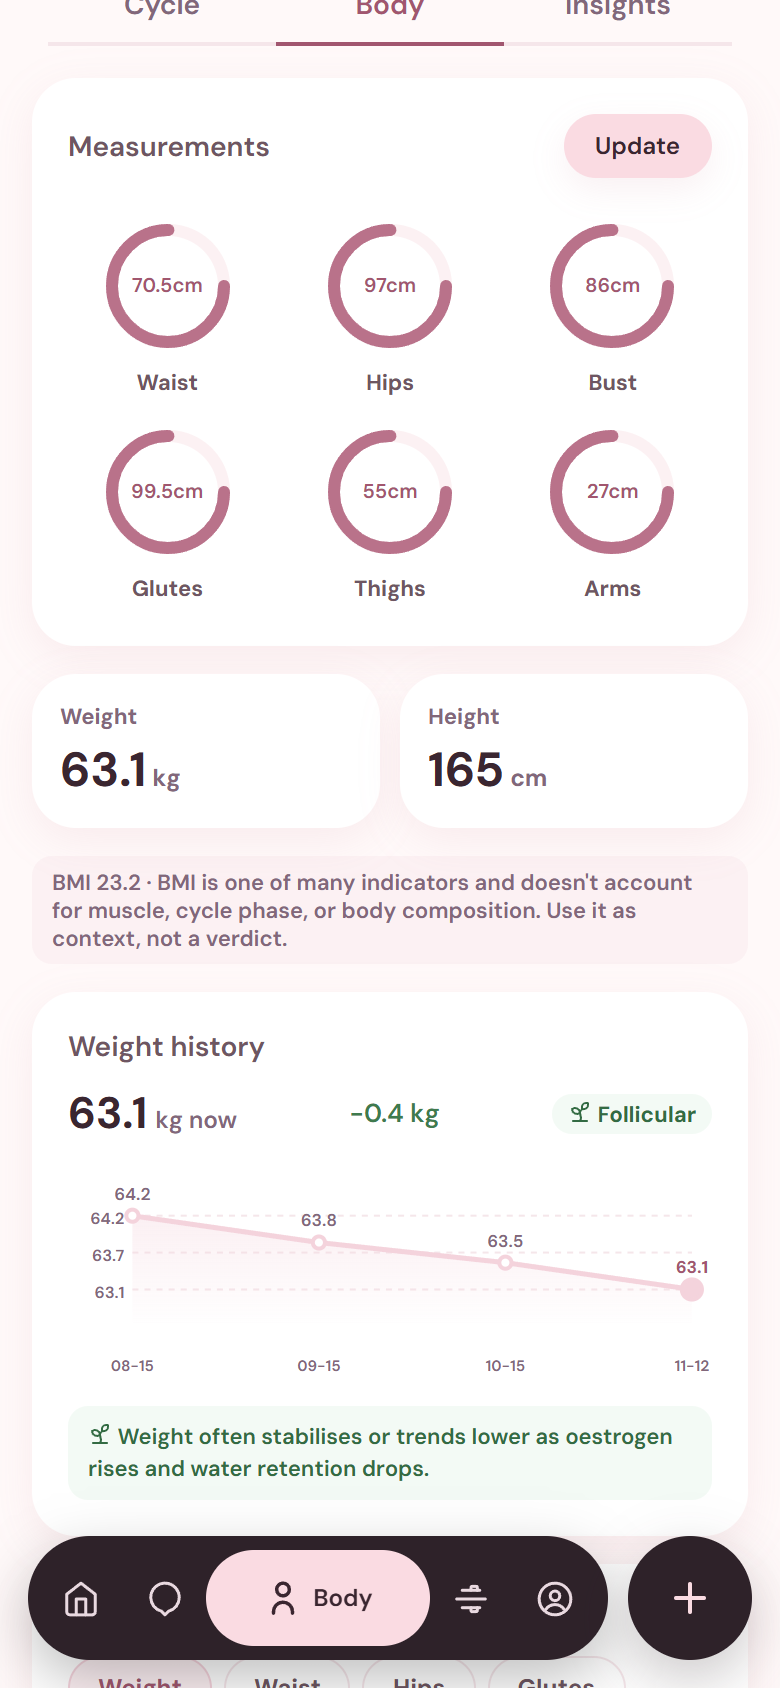 Cycle Body Insights
Measurements Update
70.5cm 97cm 86cm
Waist Hips Bust
99.5cm 55cm 27cm
Glutes Thighs Arms
Weight Height
63.1 kg 165 cm
BMI 23.2 · BMI is one of many indicators and doesn't account
for muscle, cycle phase, or body composition. Use it as
context, not a verdict.
Weight history
63.1 kg now -0.4 kg Follicular
64.2
64.2
63.8
63.7
63.5
63.1
63.1
08-15 09-15 10-15 11-12
Weight often stabilises or trends lower as oestrogen
rises and water retention drops.
Body
Weight Waist Hips Glutes